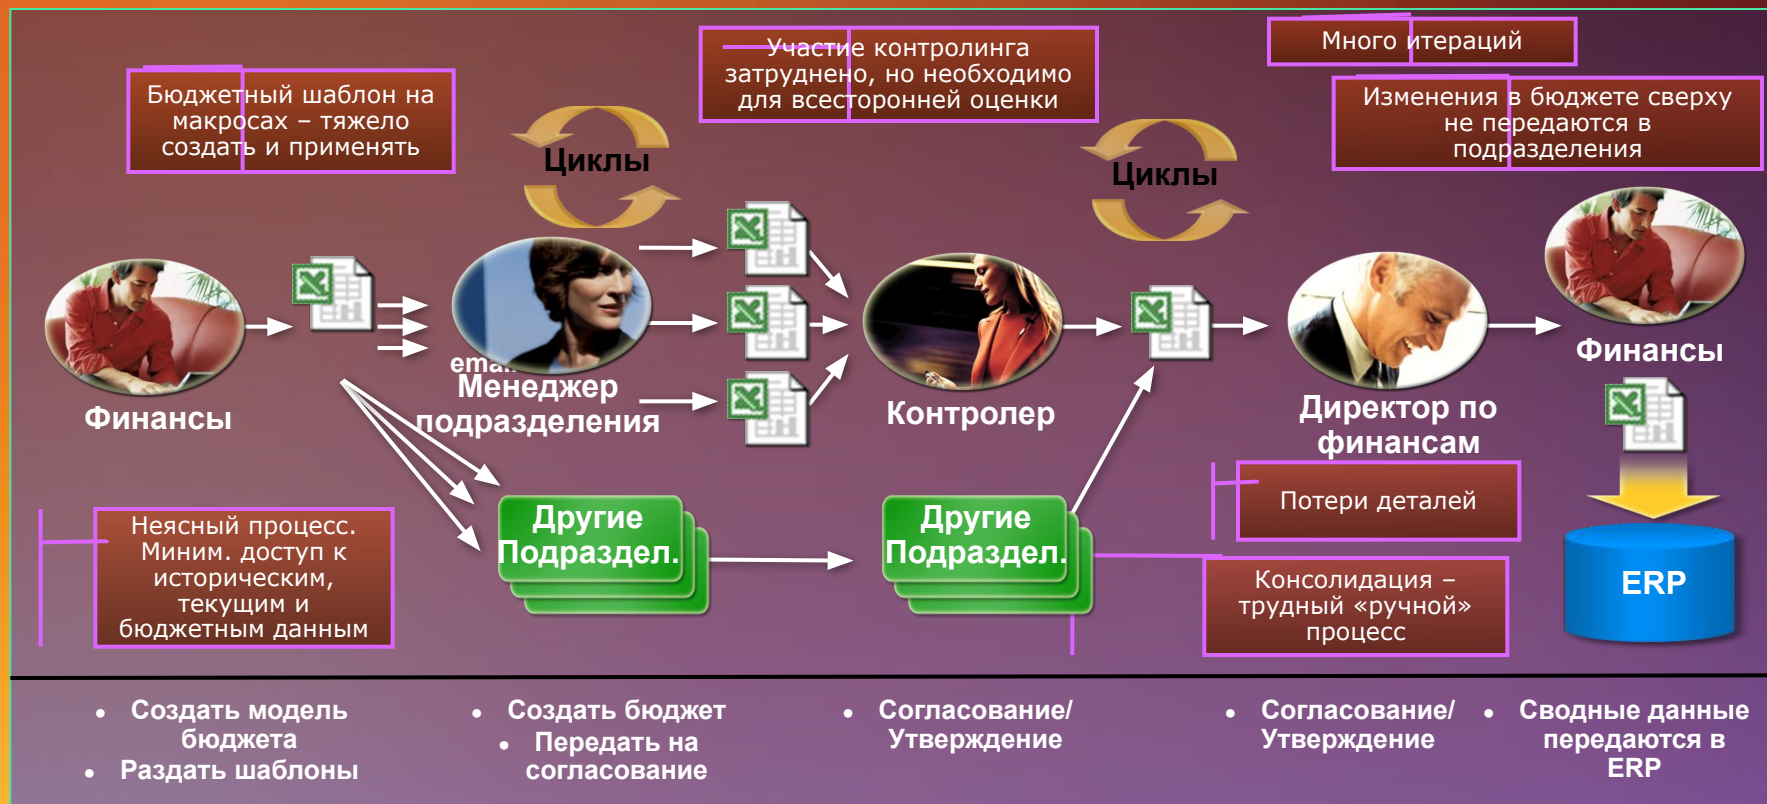 Бюджетный шаблон на
макросах – тяжело
создать и применять
Участие контролинга
затруднено, но необходимо
для всесторонней оценки
Много итераций
Изменения в бюджете сверху
не передаются в
подразделения
Циклы
Циклы
Финансы
Менеджер
подразделения
Контролер
Директор по
финансам
Финансы
Неясный процесс.
Миним. доступ к
историческим,
текущим и
бюджетным данным
Другие
Подраздел.
Другие
Подраздел.
Потери деталей
Консолидация –
трудный «ручной»
процесс
ERP
• Создать модель
бюджета
• Раздать шаблоны
• Создать бюджет
• Передать на
согласование
• Согласование/
Утверждение
• Согласование/
Утверждение
• Сводные данные
передаются в
ERP